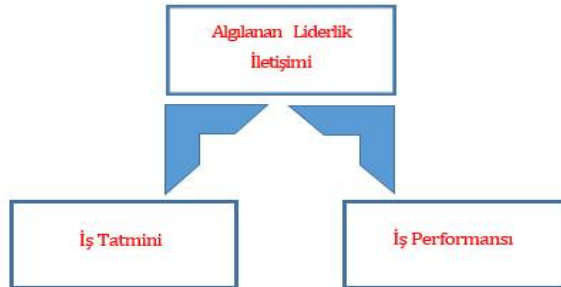 Algılanan Liderlik
İletişimi
İş Tatmini
İş Performansı